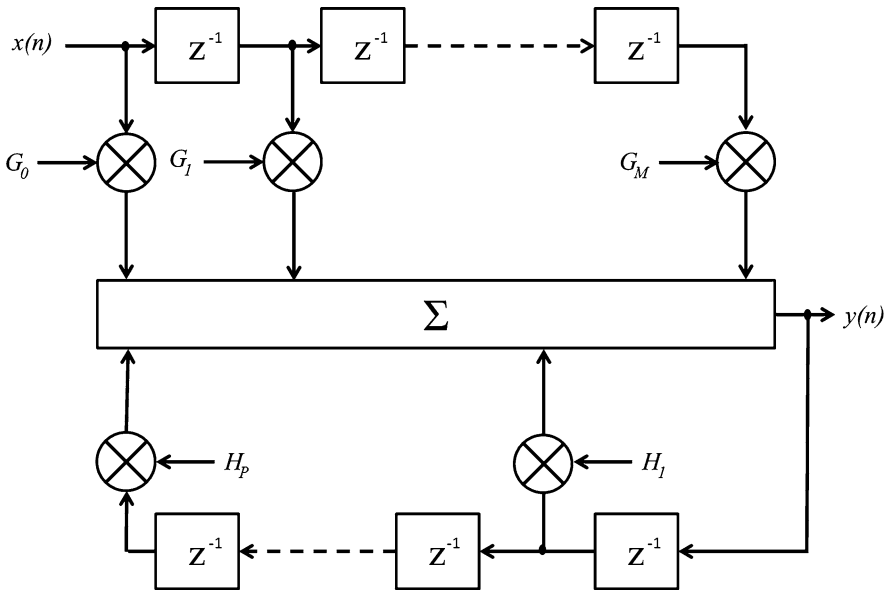 x(n) z⁻¹ z⁻¹ z⁻¹
G₀ G₁ G_M
Σ y(n)
H_P H₁
z⁻¹ z⁻¹ z⁻¹